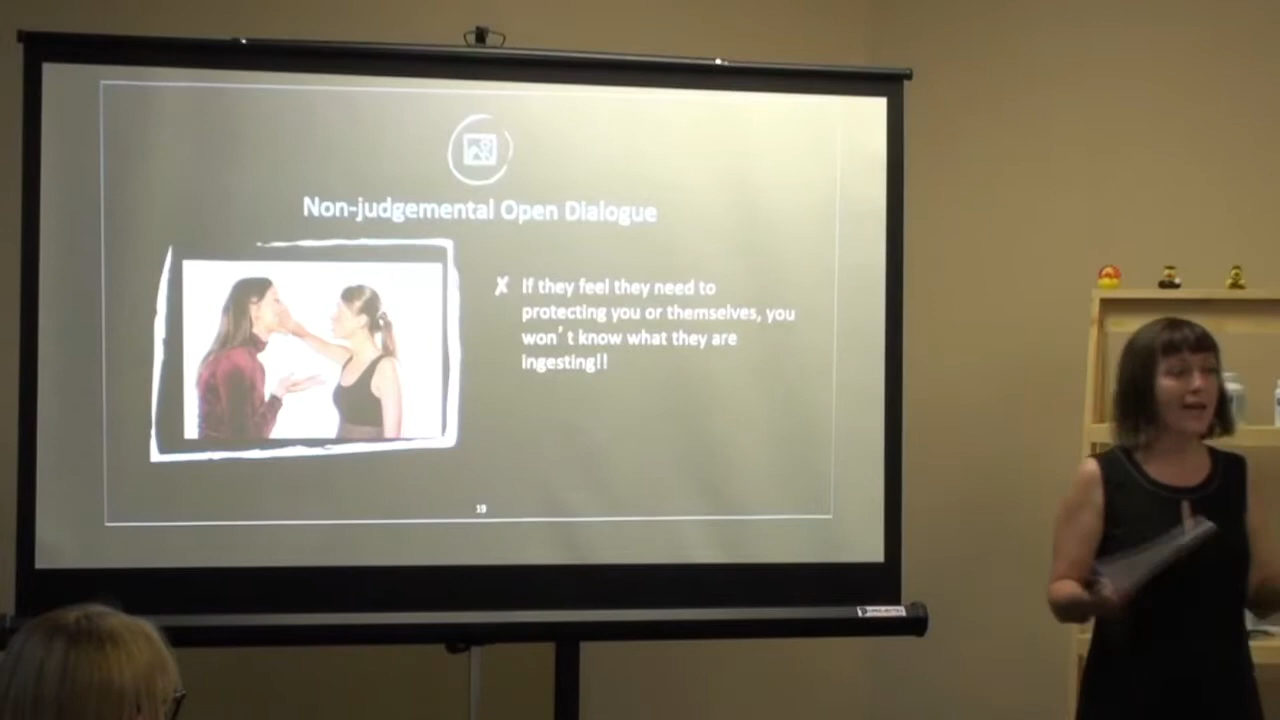 Non-judgemental Open Dialogue
✗ If they feel they need to
protecting you or themselves, you
won't know what they are
ingesting!!
19